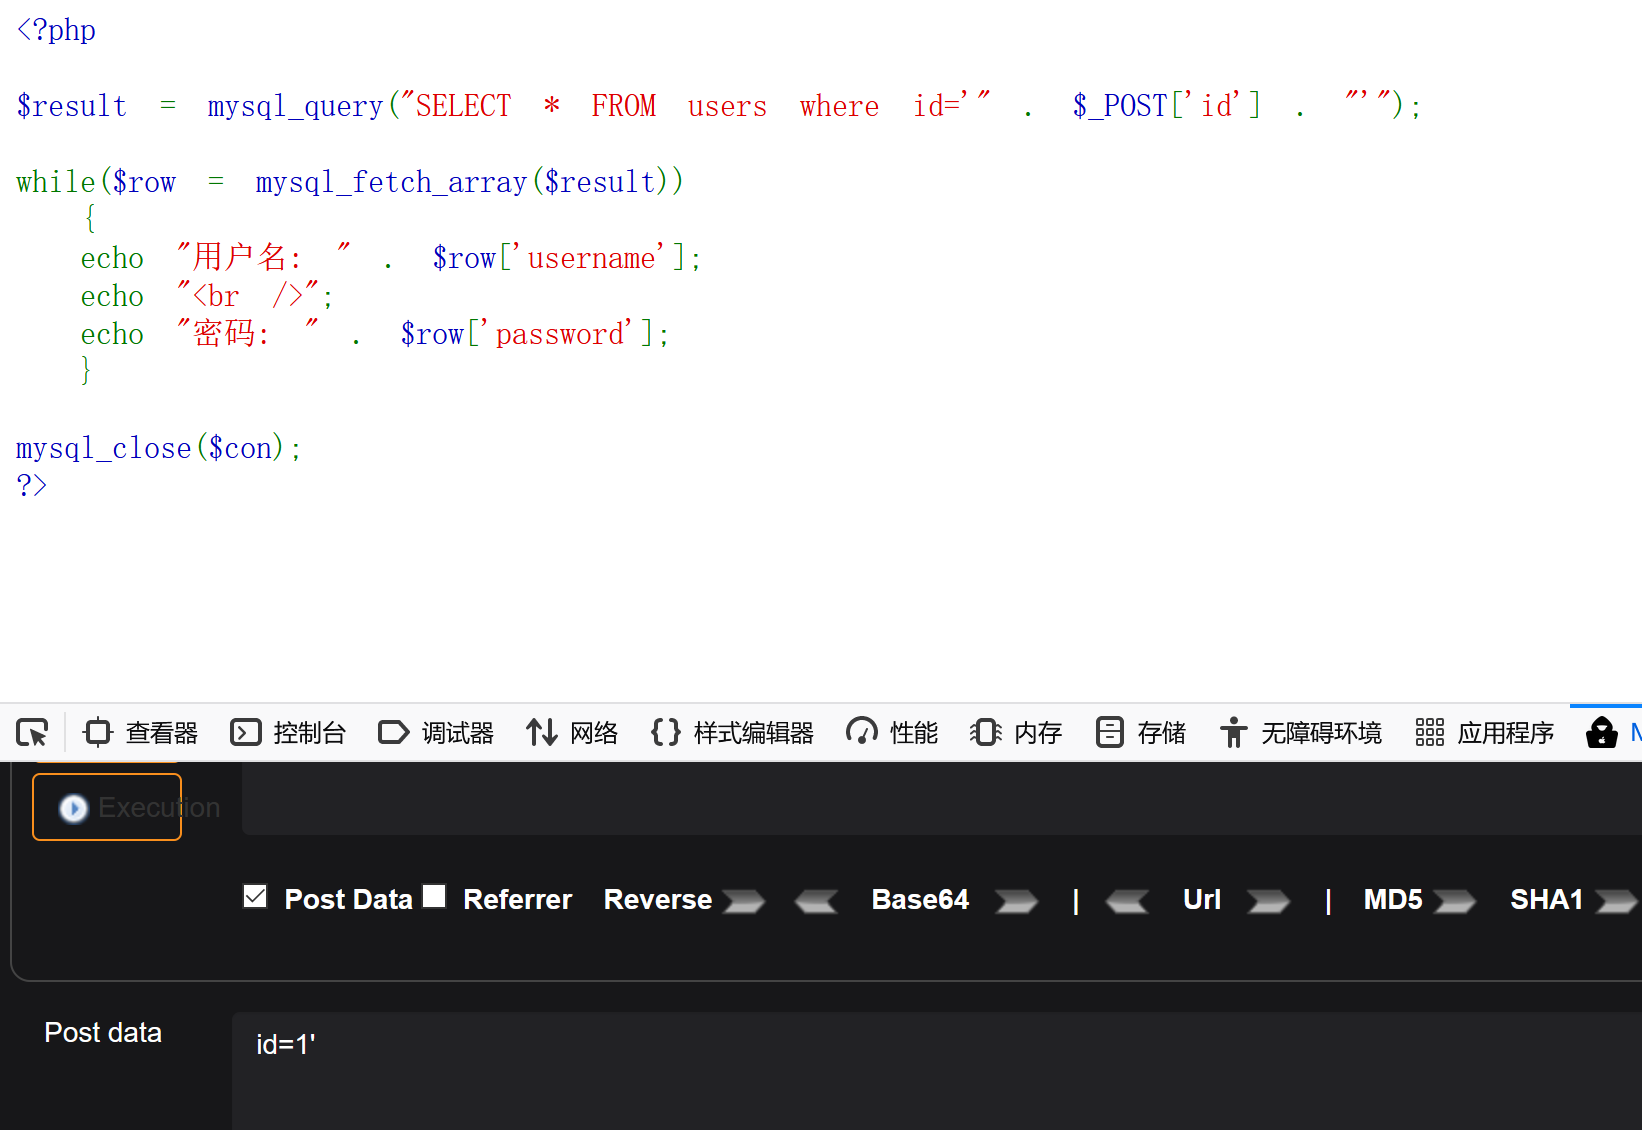 <?php
$result = mysql_query("SELECT * FROM users where id='" . $_POST['id'] . "'");
while($row = mysql_fetch_array($result))
{
echo "用户名: " . $row['username'];
echo "<br />";
echo "密码: " . $row['password'];
}
mysql_close($con);
?>
查看器 控制台 调试器 网络 {} 样式编辑器 性能 内存 存储 无障碍环境 应用程序
Execution
Post Data Referrer Reverse Base64 | Url | MD5 SHA1
Post data id=1'